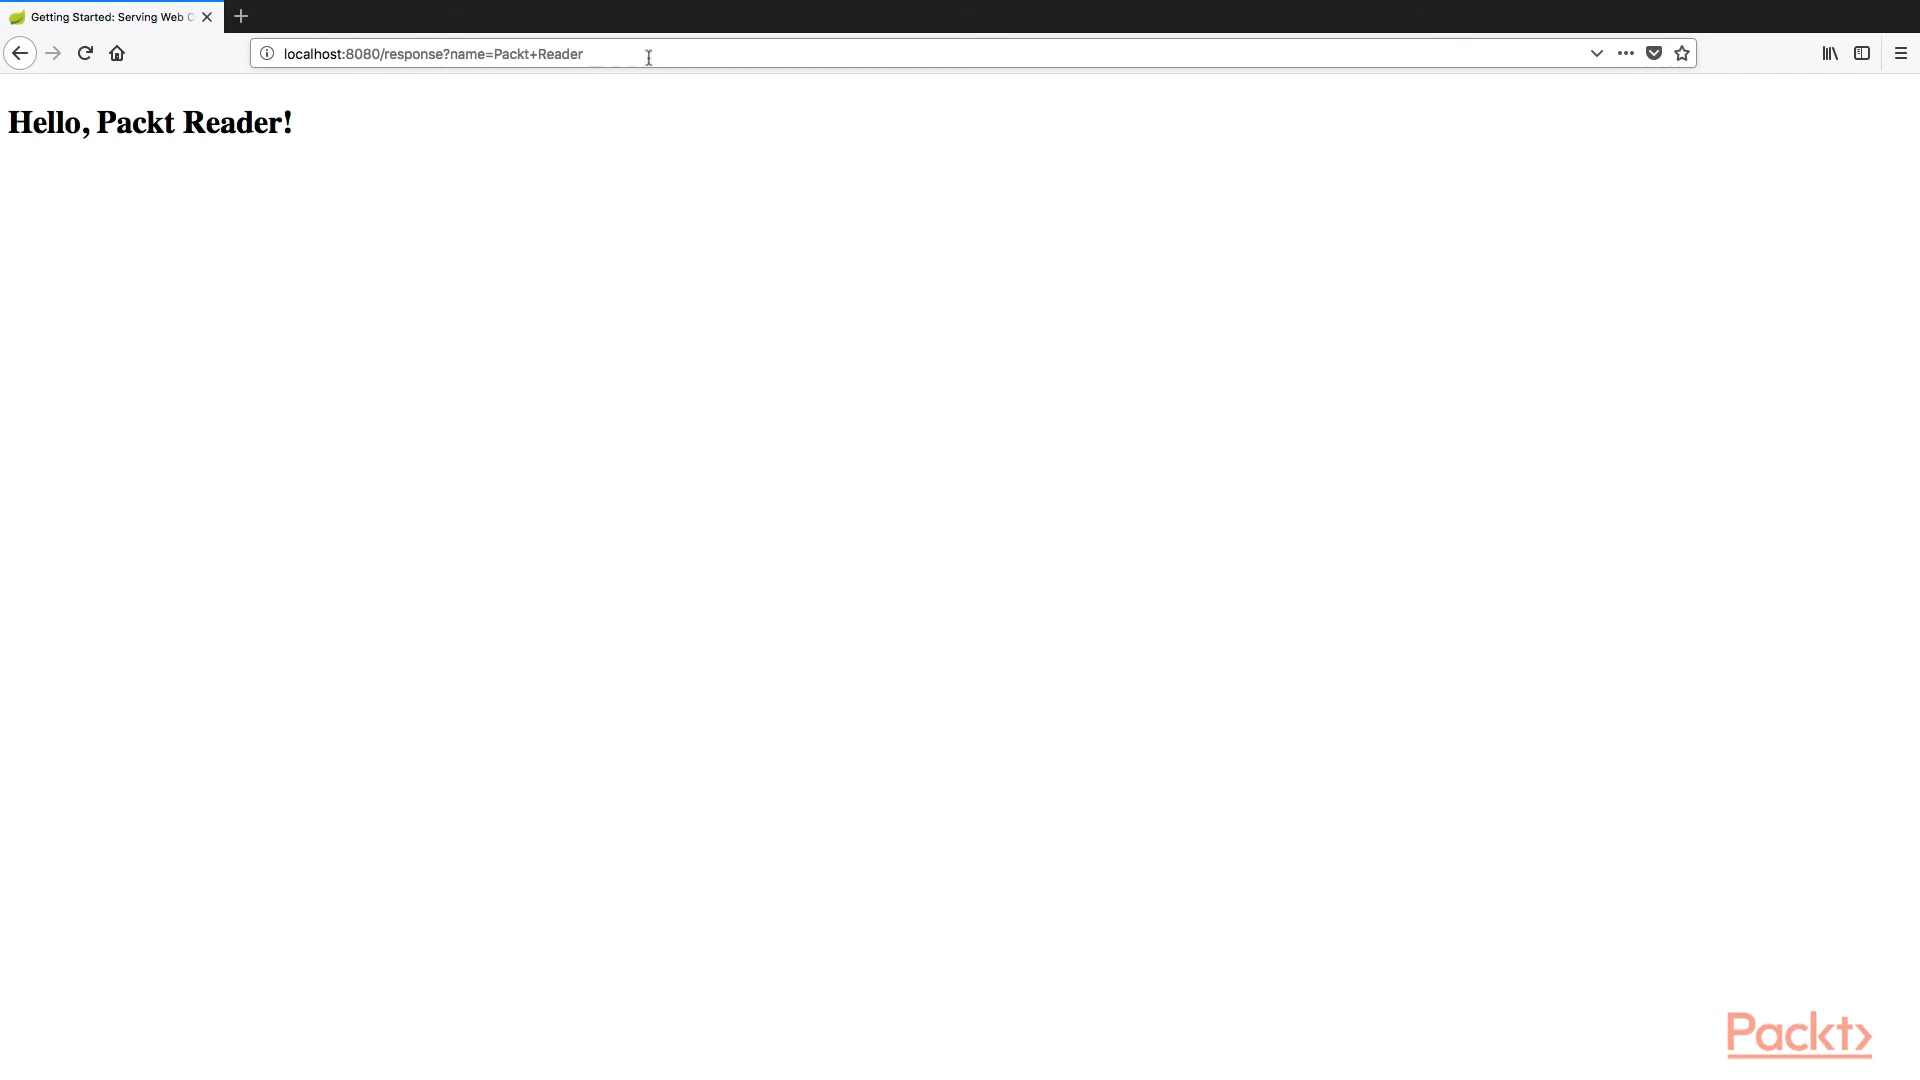 Getting Started: Serving Web C
localhost:8080/response?name=Packt+Reader
Hello, Packt Reader!
Packt>